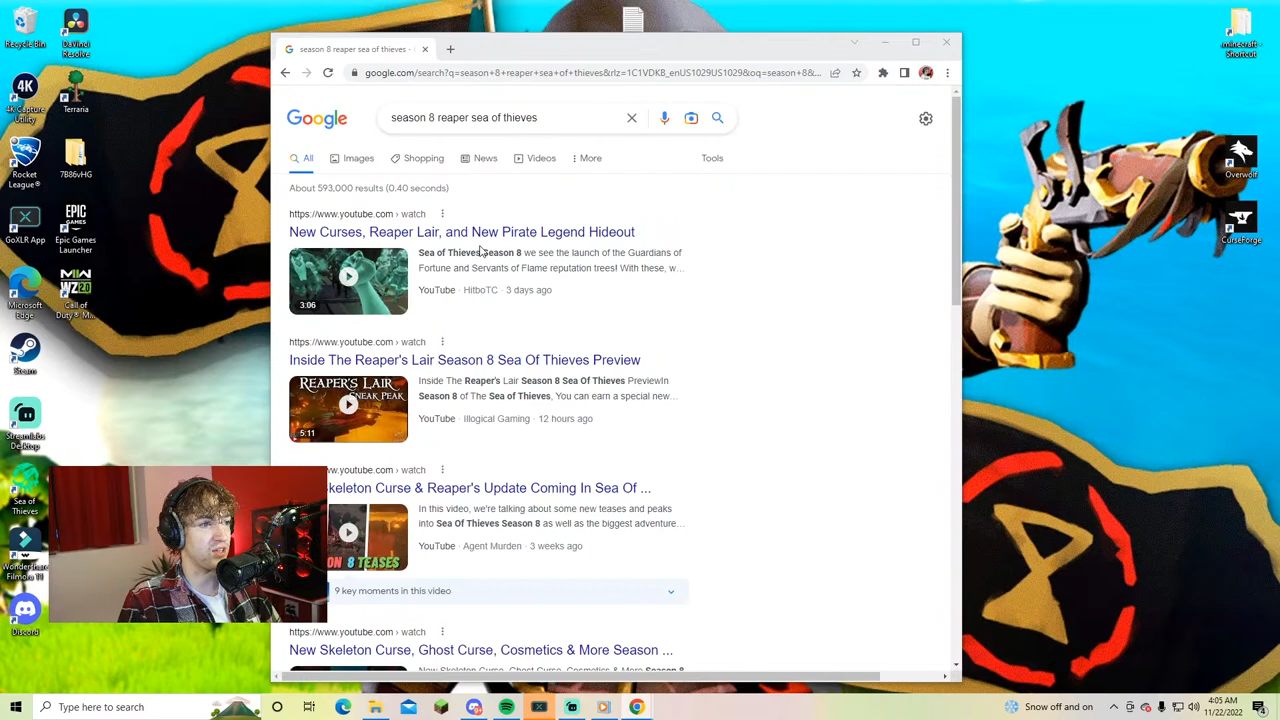 Recycle Bin
DaVinci
Resolve
4K Capture
Utility
Terraria
Rocket
League®
7B86vHG
GoXLR App
Epic Games
Launcher
Microsoft
Edge
Call of
Duty® M...
Steam
Streamlabs
Desktop
Sea of
Thieves
Wondershare
Filmora 11
Discord
.minecraft -
Shortcut
Overwolf
CurseForge
season 8 reaper sea of thieves -
google.com/search?q=season+8+reaper+sea+of+thieves&rlz=1C1VDKB_enUS1029US1029&oq=season+8&...
Google
season 8 reaper sea of thieves
All Images Shopping News Videos More Tools
About 593,000 results (0.40 seconds)
https://www.youtube.com › watch
New Curses, Reaper Lair, and New Pirate Legend Hideout
Sea of Thieves Season 8 we see the launch of the Guardians of
Fortune and Servants of Flame reputation trees! With these, w...
3:06
YouTube · HitboTC · 3 days ago
https://www.youtube.com › watch
Inside The Reaper's Lair Season 8 Sea Of Thieves Preview
REAPER'S LAIR
SNEAK PEAK
5:11
Inside The Reaper's Lair Season 8 Sea Of Thieves PreviewIn
Season 8 of The Sea of Thieves, You can earn a special new...
YouTube · Illogical Gaming · 12 hours ago
ww.youtube.com › watch
Skeleton Curse & Reaper's Update Coming In Sea Of ...
In this video, we're talking about some new teases and peaks
into Sea Of Thieves Season 8 as well as the biggest adventure...
ON 8 TEASES
YouTube · Agent Murden · 3 weeks ago
9 key moments in this video
https://www.youtube.com › watch
New Skeleton Curse, Ghost Curse, Cosmetics & More Season ...
New Skeleton Curse, Ghost Curse, Cosmetics & More Season 8
Type here to search
Snow off and on
4:05 AM
11/22/2022